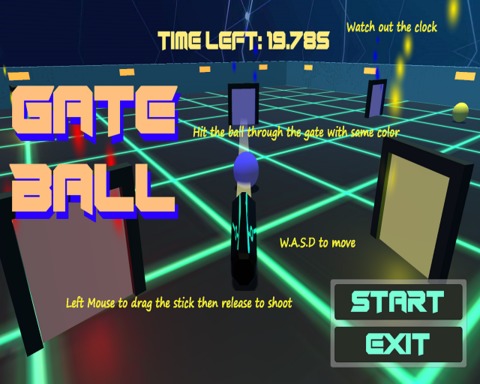 Watch out the clock
TIME LEFT: 19.785
GATE
BALL
Hit the ball through the gate with same color
W.A.S.D to move
Left Mouse to drag the stick then release to shoot
START
EXIT